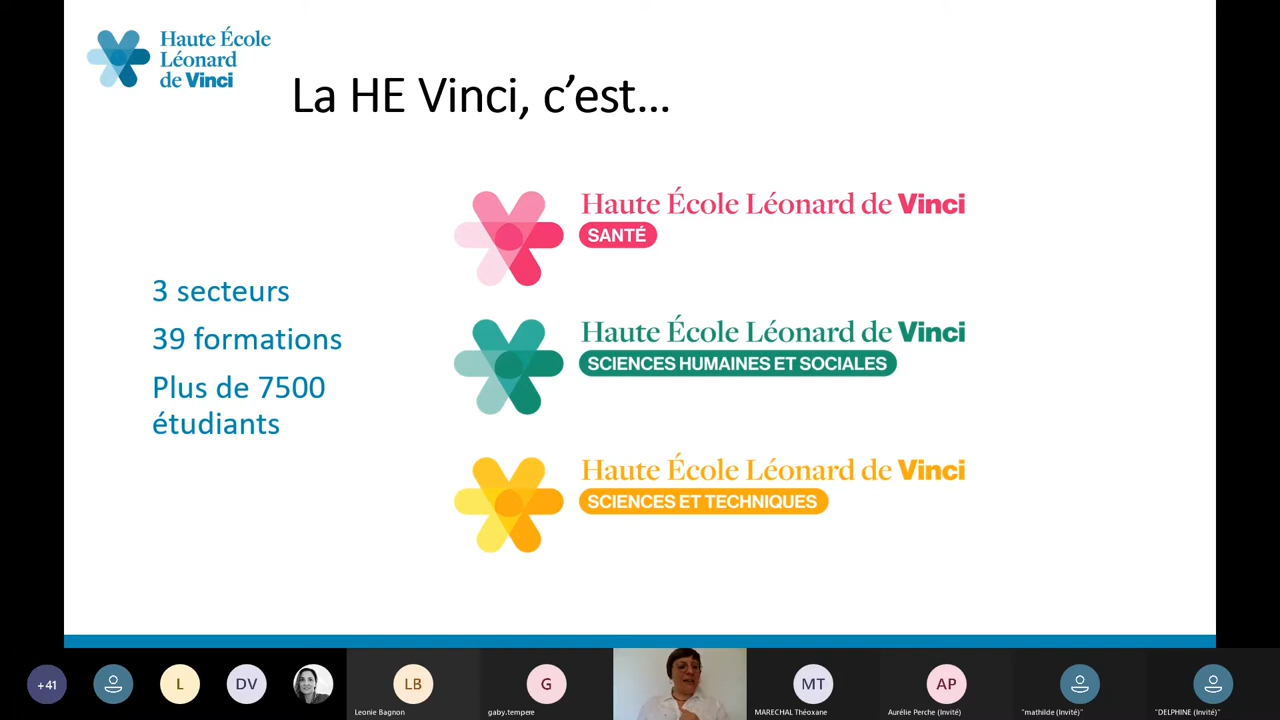 Haute École
Léonard
de Vinci
La HE Vinci, c’est…
3 secteurs
39 formations
Plus de 7500
étudiants
Haute École Léonard de Vinci
SANTÉ
Haute École Léonard de Vinci
SCIENCES HUMAINES ET SOCIALES
Haute École Léonard de Vinci
SCIENCES ET TECHNIQUES
+41
L
DV
LB
Leonie Bagnon
G
gaby.tempere
MT
MARECHAL Théoxane
AP
Aurélie Perche (Invité)
"mathilde (Invité)"
"DELPHINE (Invité)"